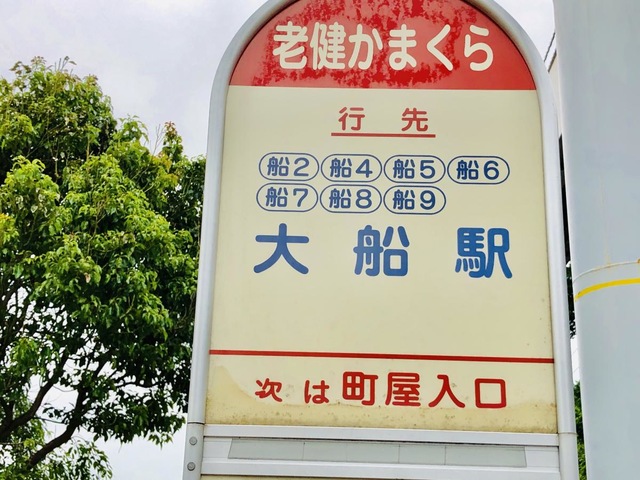 老健かまくら
行先
船2 船4 船5 船6
船7 船8 船9
大船駅
次は町屋入口